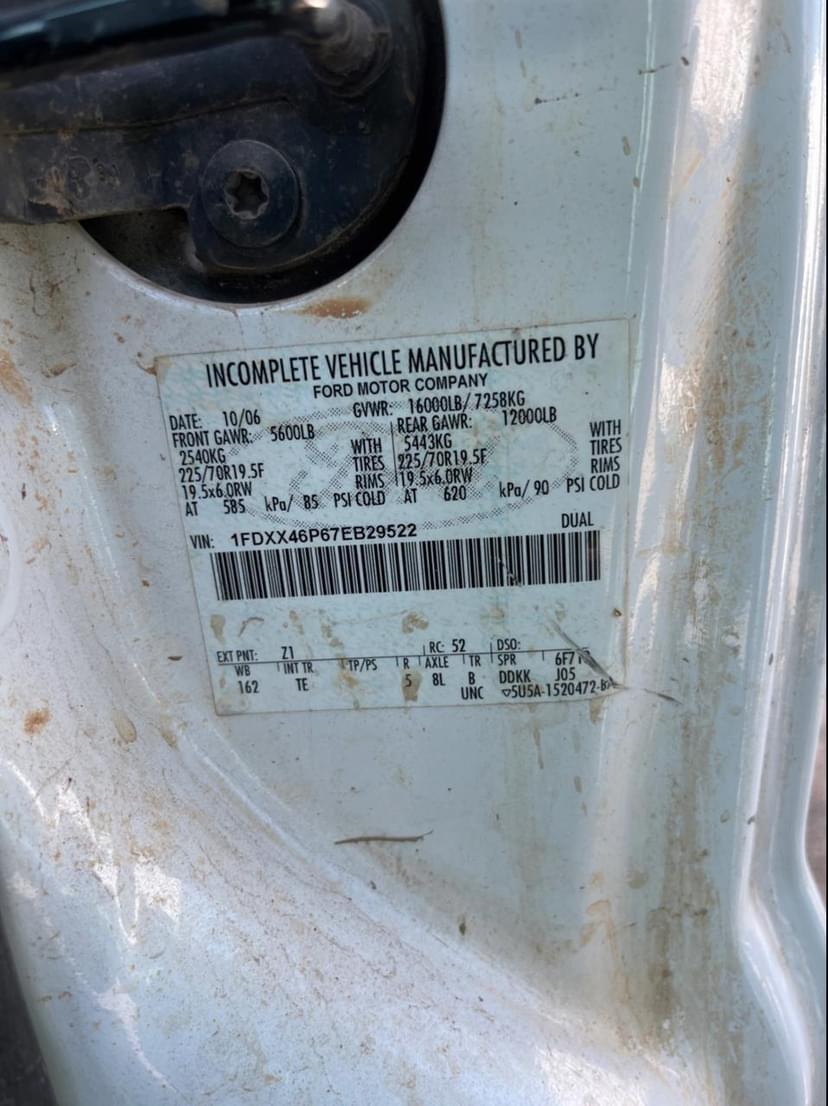 INCOMPLETE VEHICLE MANUFACTURED BY
FORD MOTOR COMPANY
DATE: 10/06 GVWR: 16000LB/ 7258KG
FRONT GAWR: 5600LB REAR GAWR: 12000LB
2540KG WITH 5443KG WITH
225/70R19.5F TIRES 225/70R19.5F TIRES
19.5x6.0RW RIMS 19.5x6.0RW RIMS
AT 585 kPa/ 85 PSI COLD AT 620 kPa/ 90 PSI COLD
VIN: 1FDXX46P67EB29522 DUAL
EXT PNT: Z1 RC: 52 DSO:
WB INT TR TP/PS R AXLE TR SPR 6F71
162 TE 5 8L B DDKK J05
UNC 5U5A-1520472-B